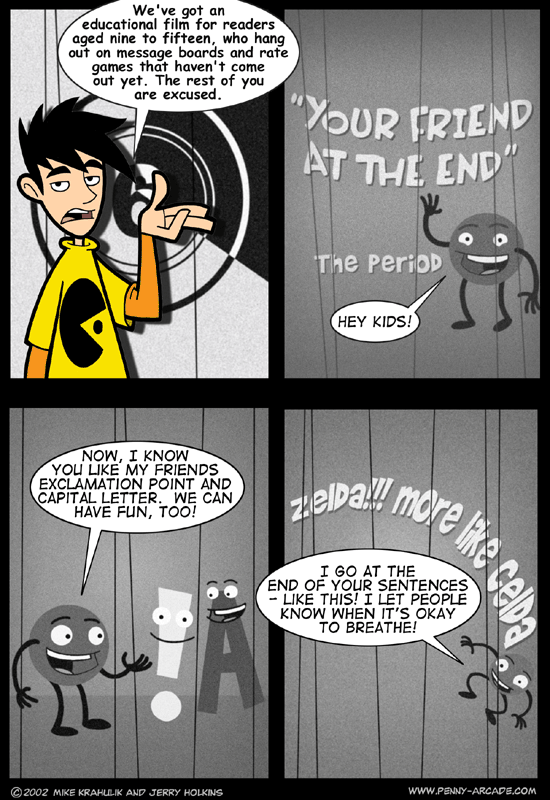 We've got an
educational film for readers
aged nine to fifteen, who hang
out on message boards and rate
games that haven't come
out yet. The rest of you
are excused.
"YOUR FRIEND
AT THE END"
The Period
HEY KIDS!
NOW, I KNOW
YOU LIKE MY FRIENDS
EXCLAMATION POINT AND
CAPITAL LETTER. WE CAN
HAVE FUN, TOO!
!
A
zelDa!!! more like CelDa
I GO AT THE
END OF YOUR SENTENCES
- LIKE THIS! I LET PEOPLE
KNOW WHEN IT'S OKAY
TO BREATHE!
©2002 MIKE KRAHULIK AND JERRY HOLKINS
WWW.PENNY-ARCADE.COM